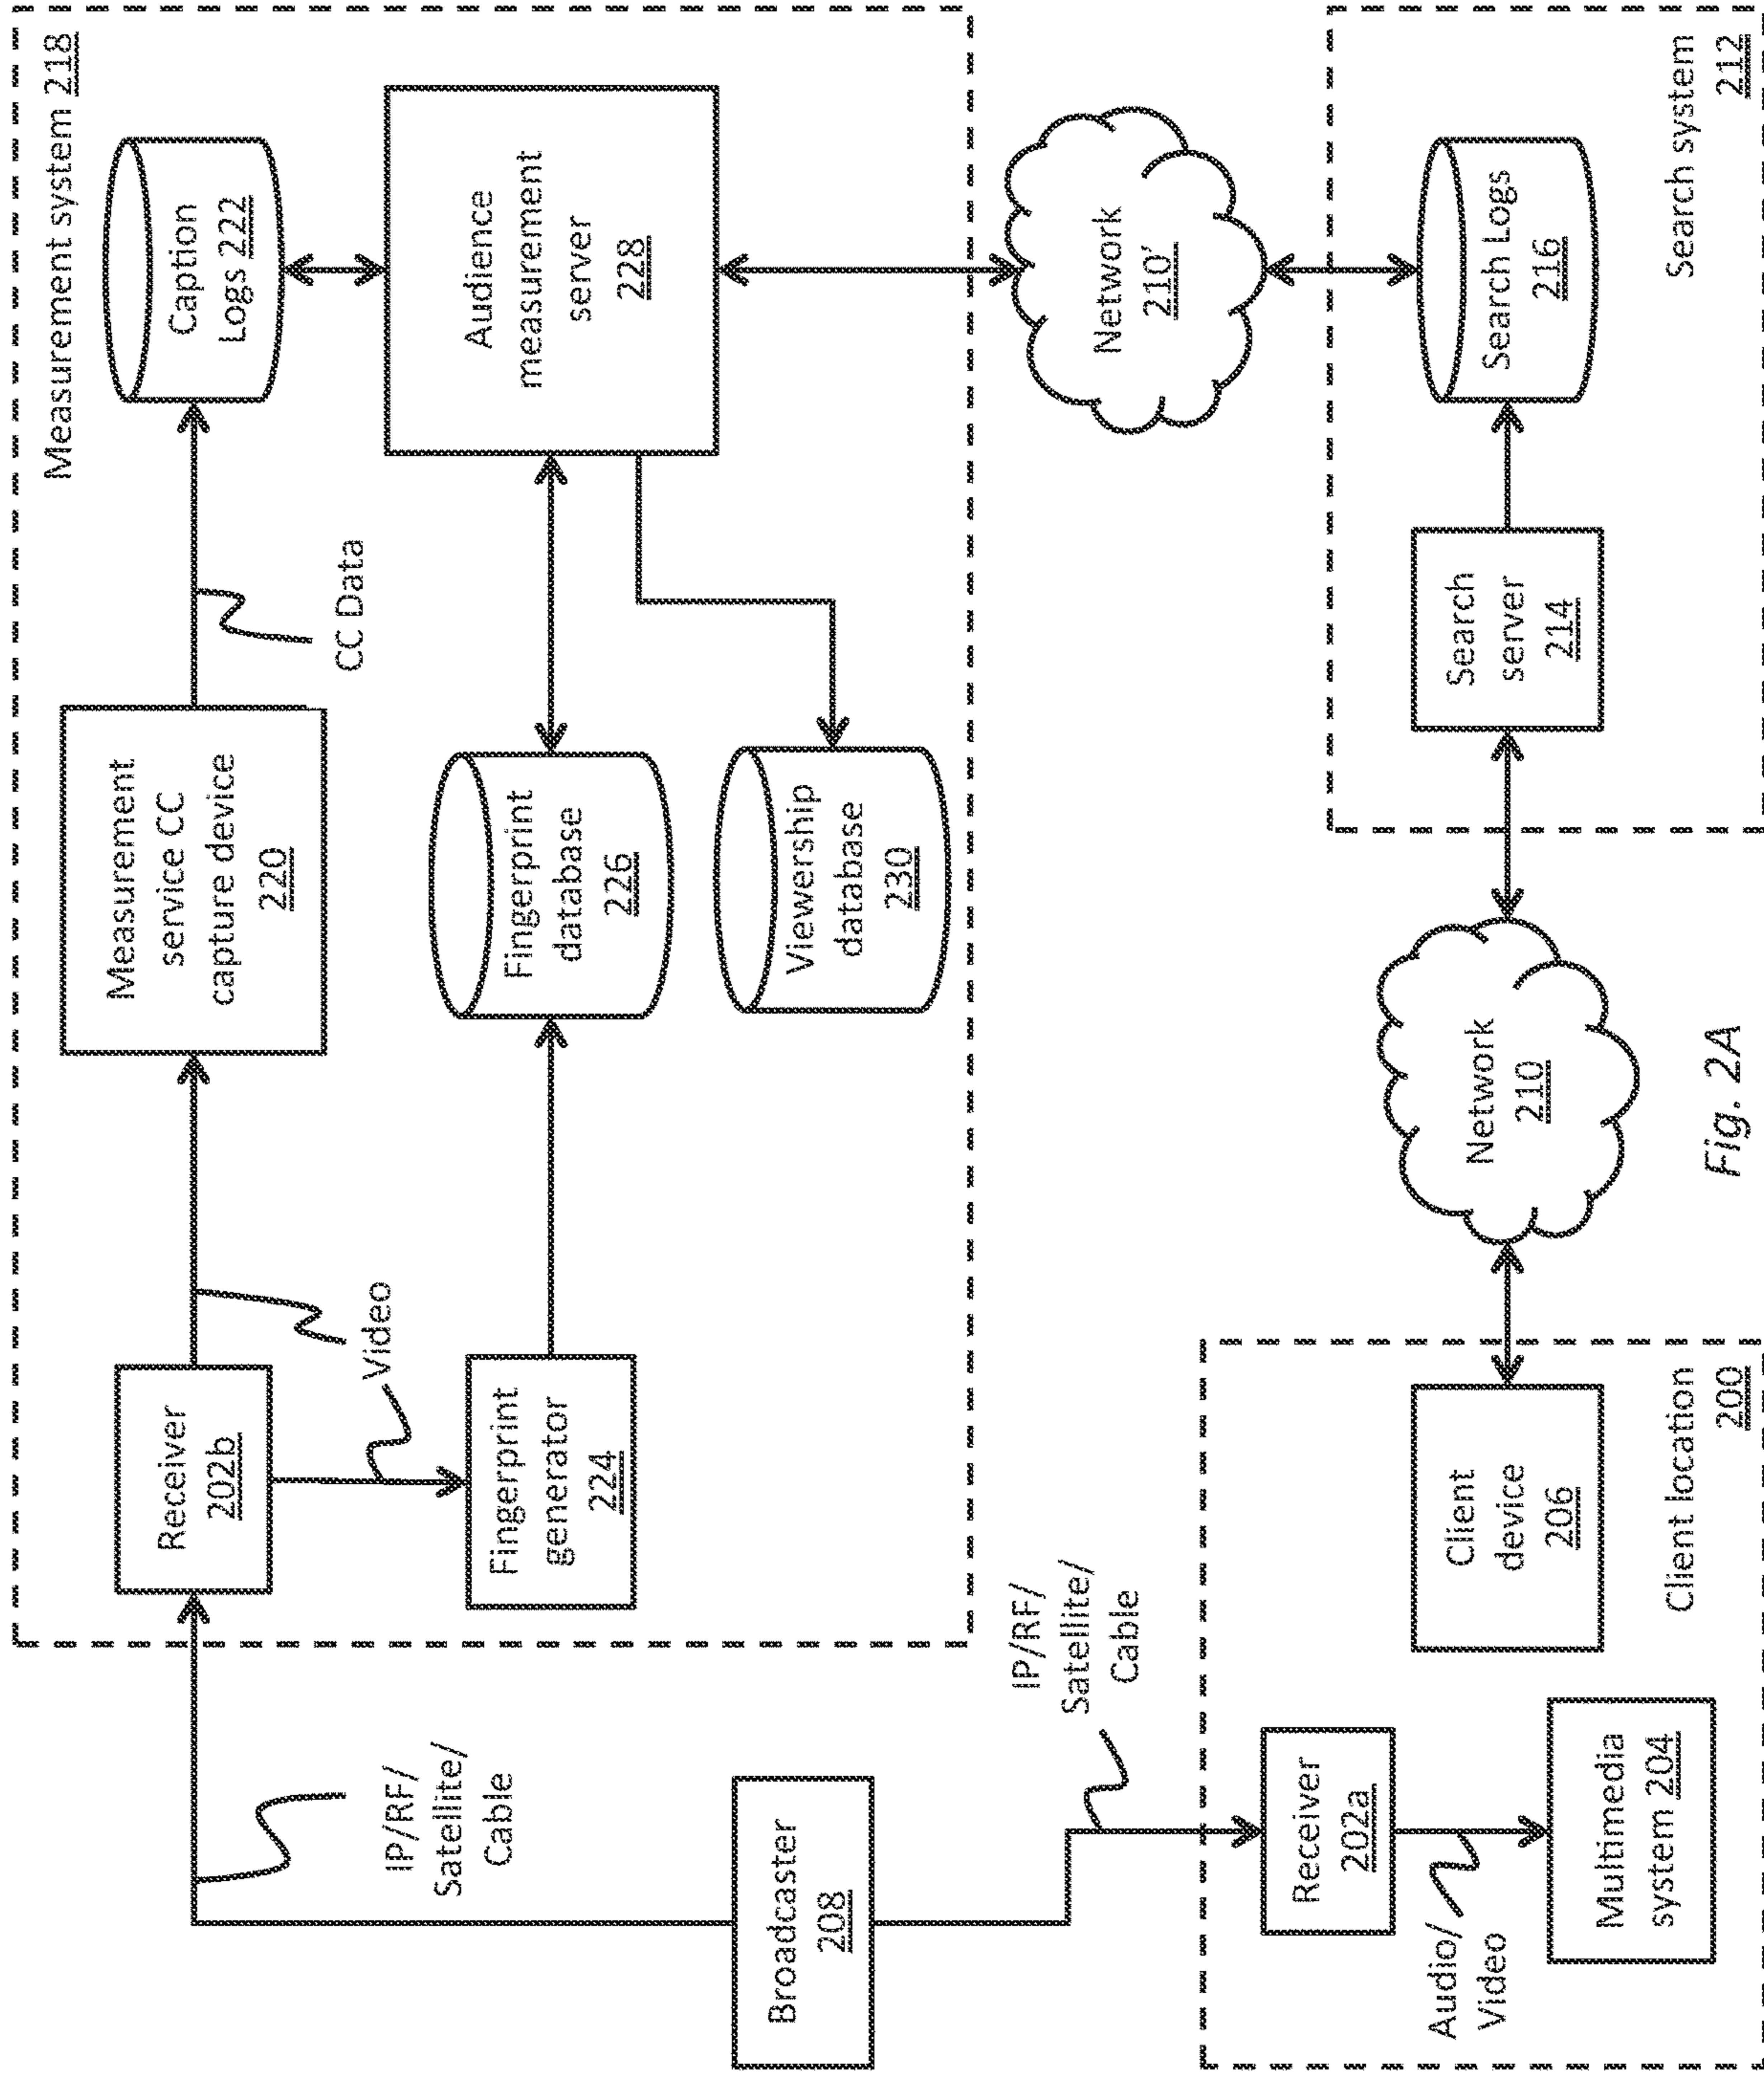 Measurement system 218
Receiver
202b
Measurement
service CC
capture device
220
Caption
Logs 222
CC Data
Video
IP/RF/
Satellite/
Cable
Fingerprint
generator
224
Fingerprint
database
226
Audience
measurement
server
228
Viewership
database
230
Broadcaster
208
IP/RF/
Satellite/
Cable
Network
210'
Receiver
202a
Audio/
Video
Multimedia
system 204
Client
device
206
Client location
200
Network
210
Search
server
214
Search Logs
216
Search system
212
Fig. 2A